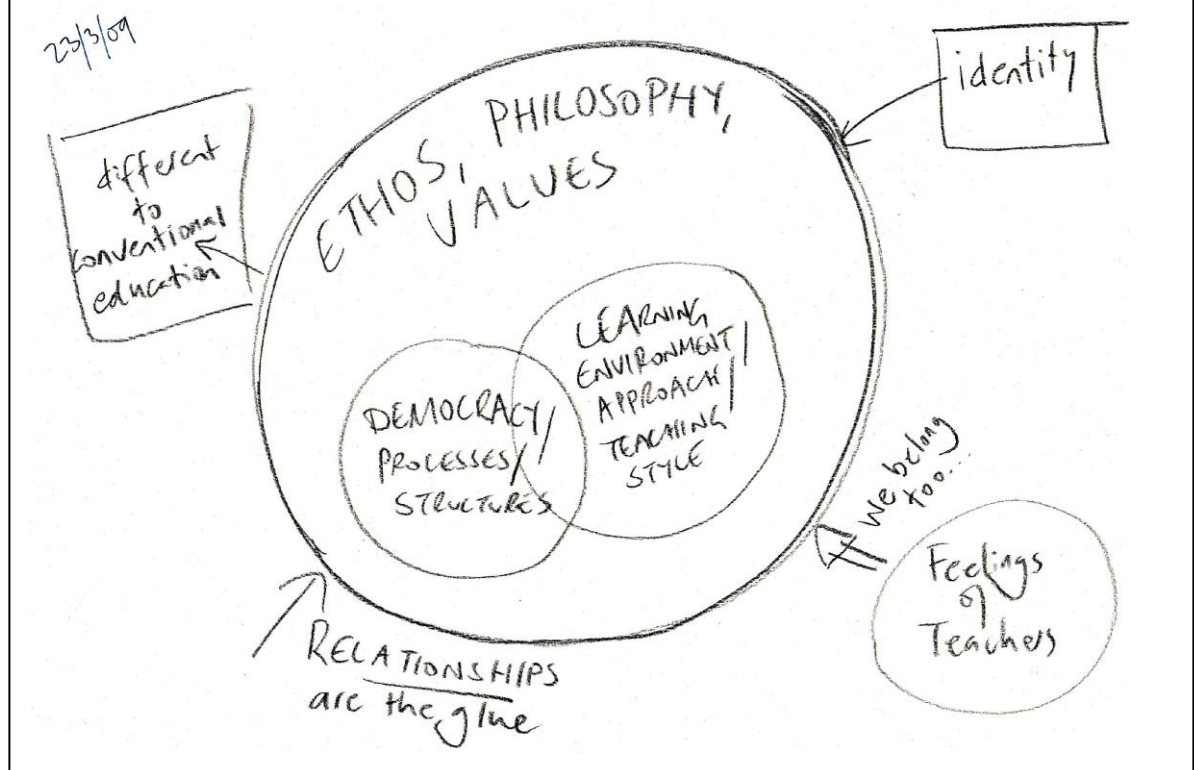 23/3/09
identity
different
to
conventional
education
ETHOS, PHILOSOPHY,
VALUES
LEARNING
ENVIRONMENT/
APPROACH/
TEACHING
STYLE
DEMOCRACY/
PROCESSES/
STRUCTURES
we belong
too...
Feelings
of
Teachers
RELATIONSHIPS
are the glue